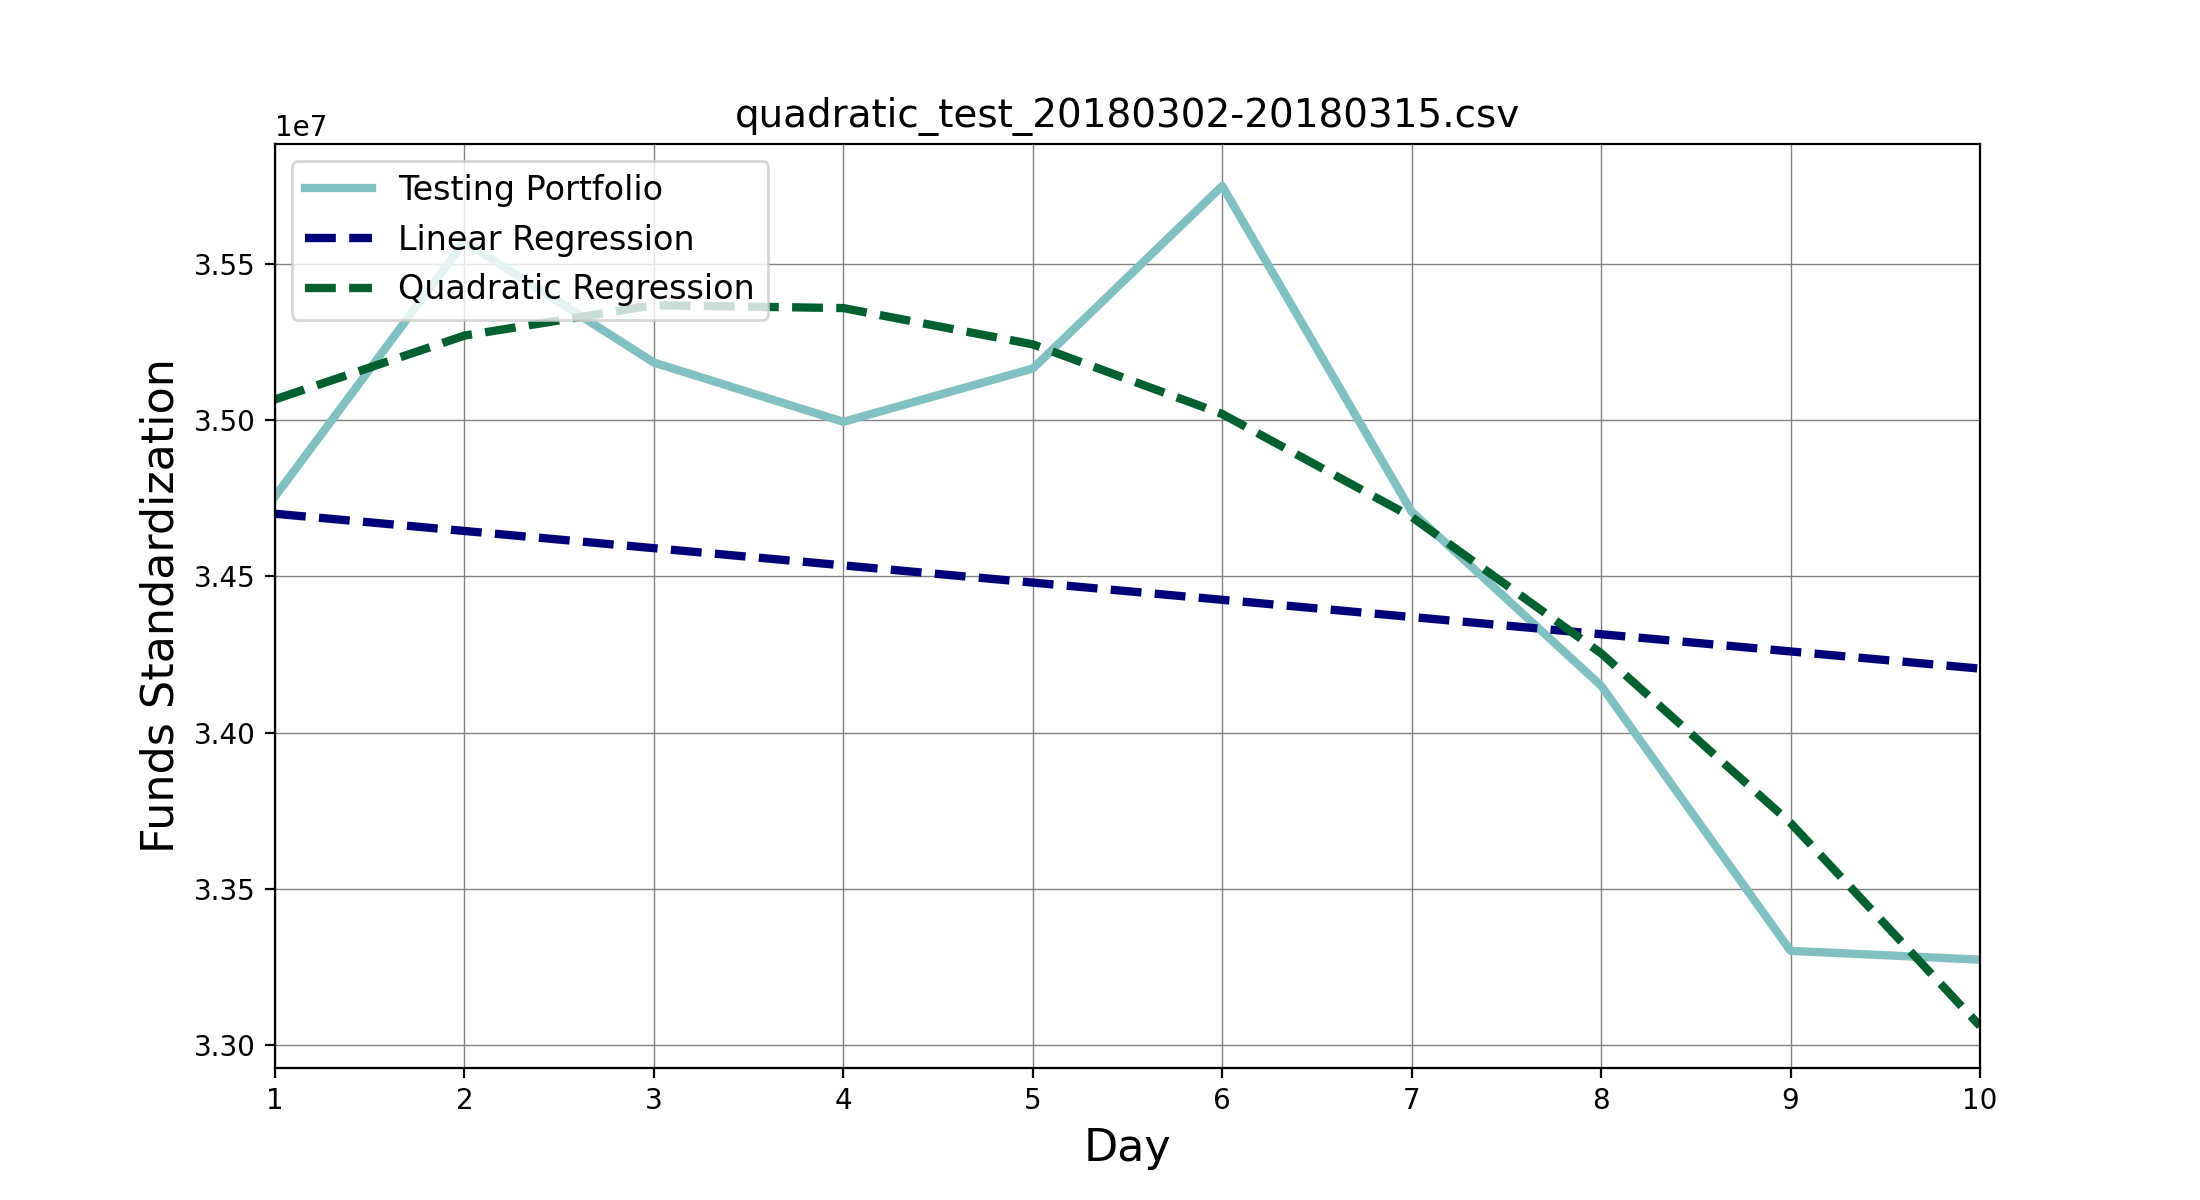 quadratic_test_20180302-20180315.csv
1e7
Testing Portfolio
Linear Regression
Quadratic Regression
Funds Standardization
3.55
3.50
3.45
3.40
3.35
3.30
1 2 3 4 5 6 7 8 9 10
Day